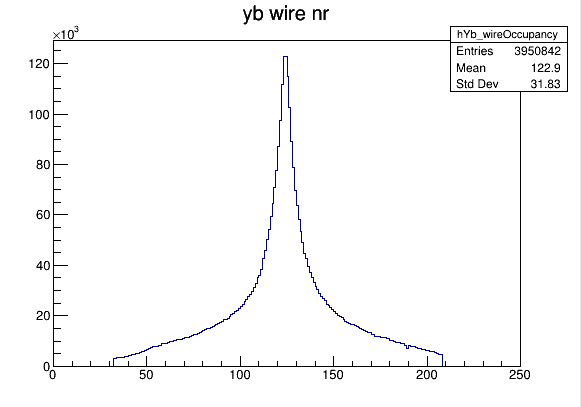 yb wire nr
×10³
hYb_wireOccupancy
Entries 3950842
Mean 122.9
Std Dev 31.83
120
100
80
60
40
20
0
0 50 100 150 200 250